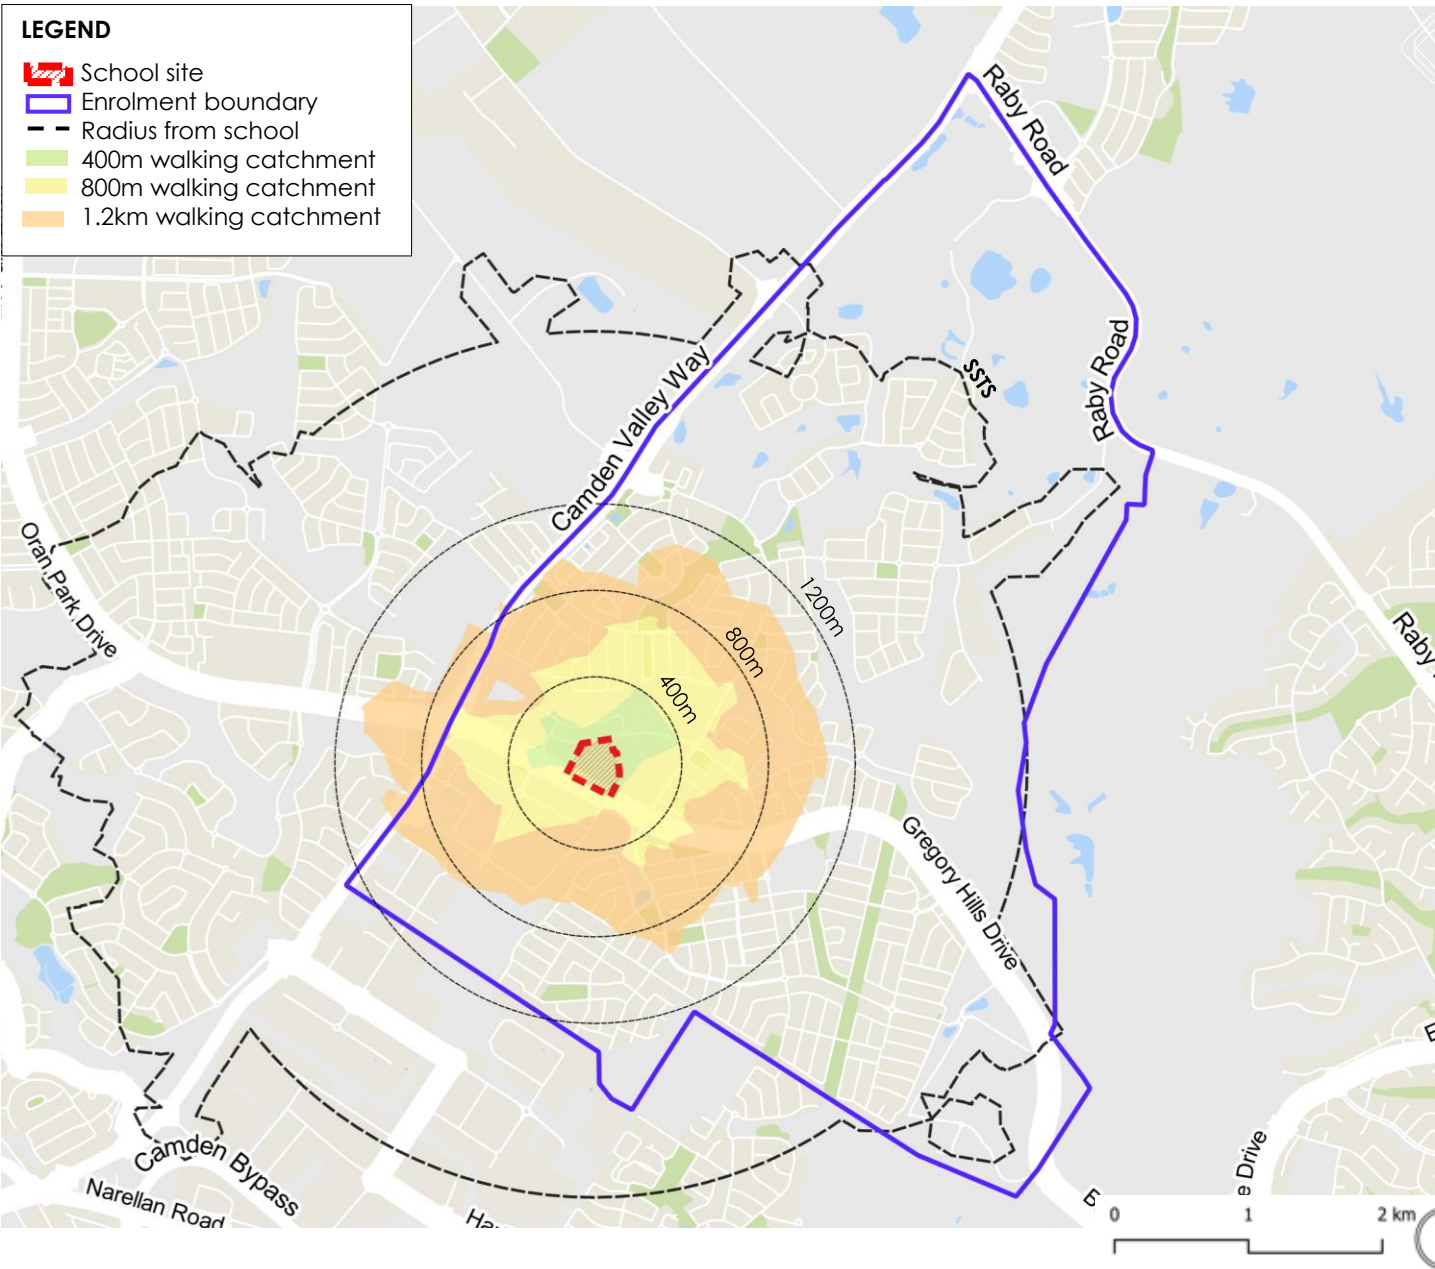 LEGEND
School site
Enrolment boundary
Radius from school
400m walking catchment
800m walking catchment
1.2km walking catchment
Raby Road
Raby Road
SSTS
Camden Valley Way
Oran Park Drive
1200m
800m
400m
Raby
Gregory Hills Drive
Camden Bypass
Narellan Road
e Drive
0 1 2 km